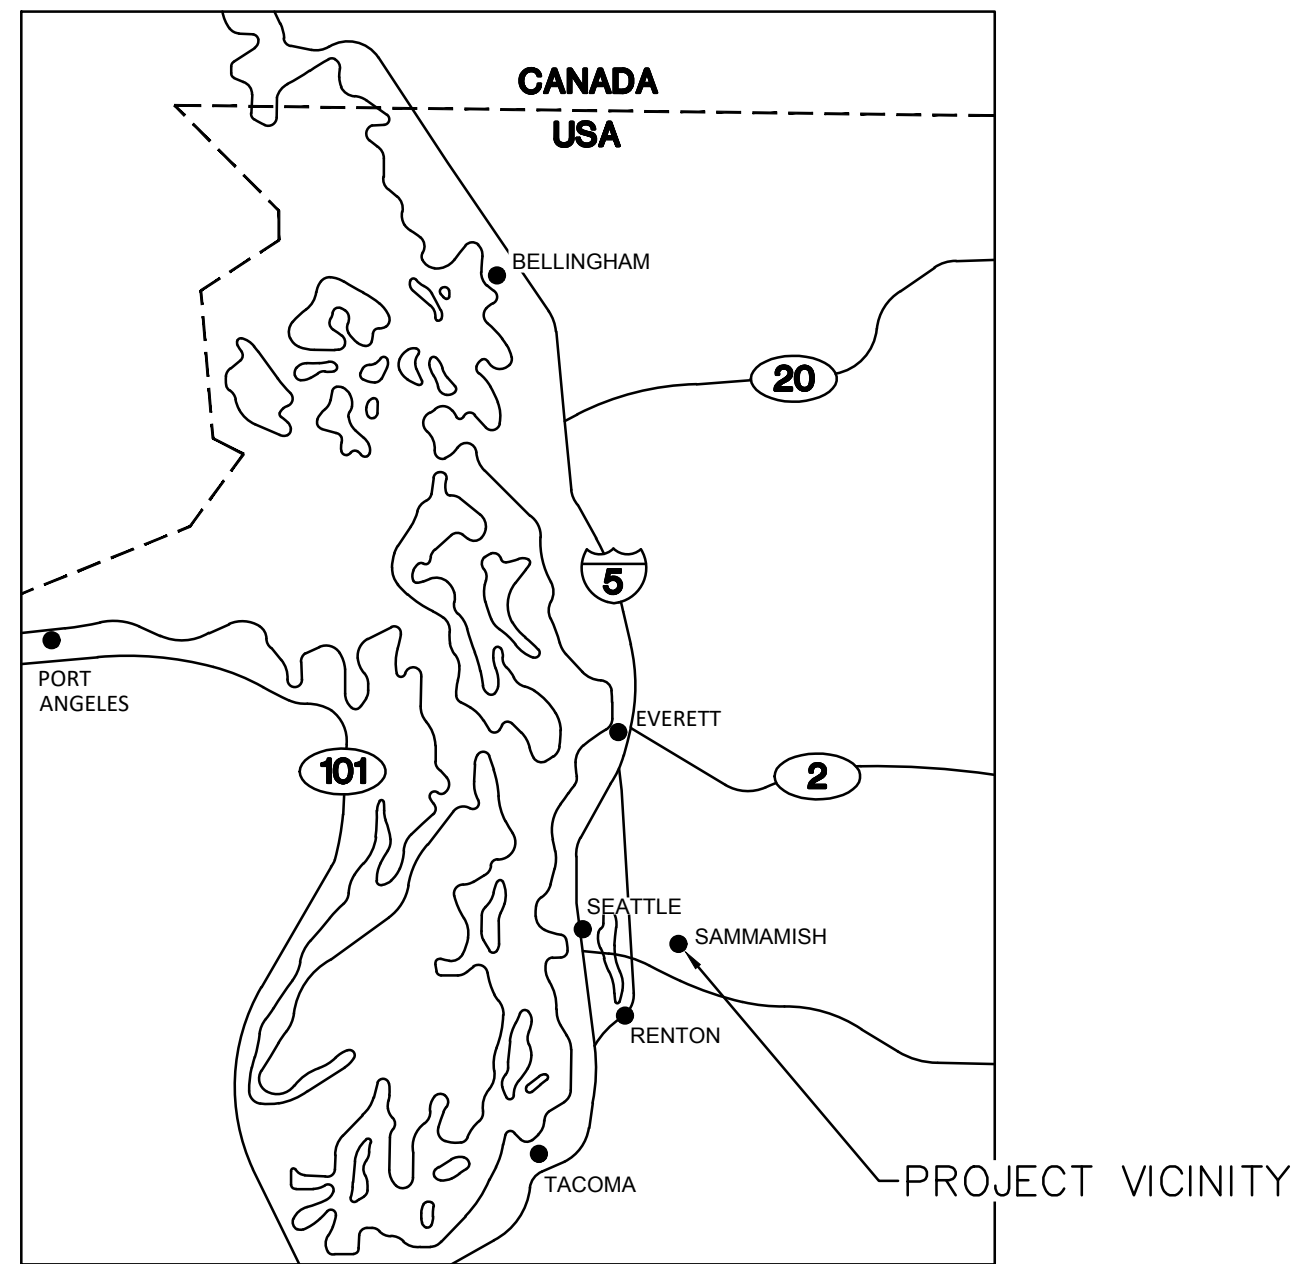 CANADA
USA
BELLINGHAM
20
5
PORT
ANGELES
EVERETT
101
2
SEATTLE
SAMMAMISH
RENTON
PROJECT VICINITY
TACOMA